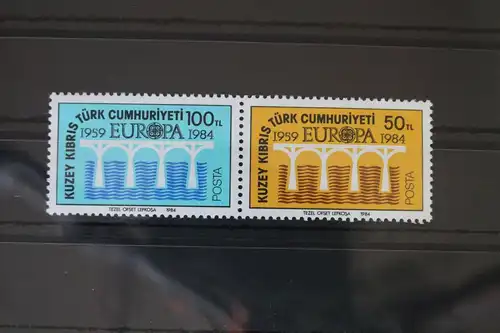 KUZEY KIBRIS
TÜRK CUMHURİYETİ
100TL
1959 EUROPA 1984
POSTA
TEZEL OFSET LEFKOŞA 1984
KUZEY KIBRIS
TÜRK CUMHURİYETİ
50TL
1959 EUROPA 1984
POSTA
TEZEL OFSET LEFKOŞA 1984